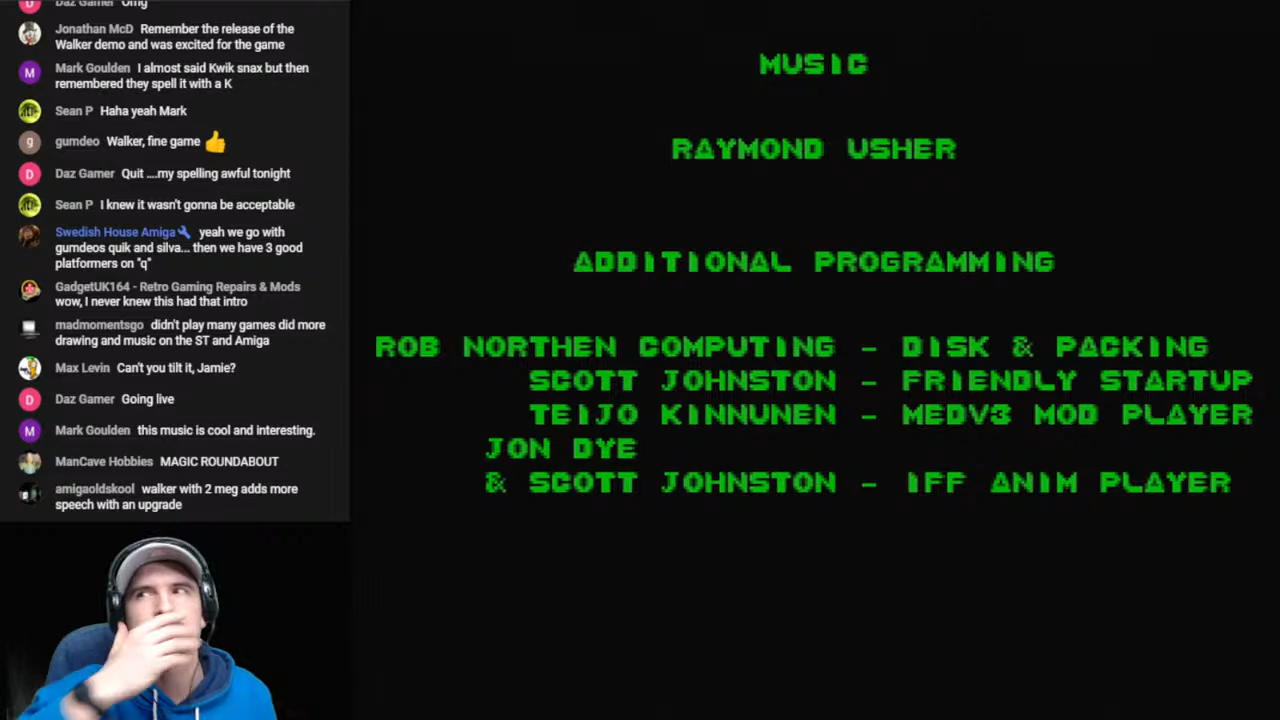 Daz Gamer Omg
Jonathan McD Remember the release of the
Walker demo and was excited for the game
Mark Goulden I almost said Kwik snax but then
remembered they spell it with a K
Sean P Haha yeah Mark
gumdeo Walker, fine game 👍
Daz Gamer Quit ....my spelling awful tonight
Sean P I knew it wasn't gonna be acceptable
Swedish House Amiga yeah we go with
gumdeos quik and silva... then we have 3 good
platformers on "q"
GadgetUK164 - Retro Gaming Repairs & Mods
wow, I never knew this had that intro
madmomentsgo didn't play many games did more
drawing and music on the ST and Amiga
Max Levin Can't you tilt it, Jamie?
Daz Gamer Going live
Mark Goulden this music is cool and interesting.
ManCave Hobbies MAGIC ROUNDABOUT
amigaoldskool walker with 2 meg adds more
speech with an upgrade
MUSIC
RAYMOND USHER
ADDITIONAL PROGRAMMING
ROB NORTHEN COMPUTING - DISK & PACKING
SCOTT JOHNSTON - FRIENDLY STARTUP
TEIJO KINNUNEN - MEDV3 MOD PLAYER
JON DYE
& SCOTT JOHNSTON - IFF ANIM PLAYER